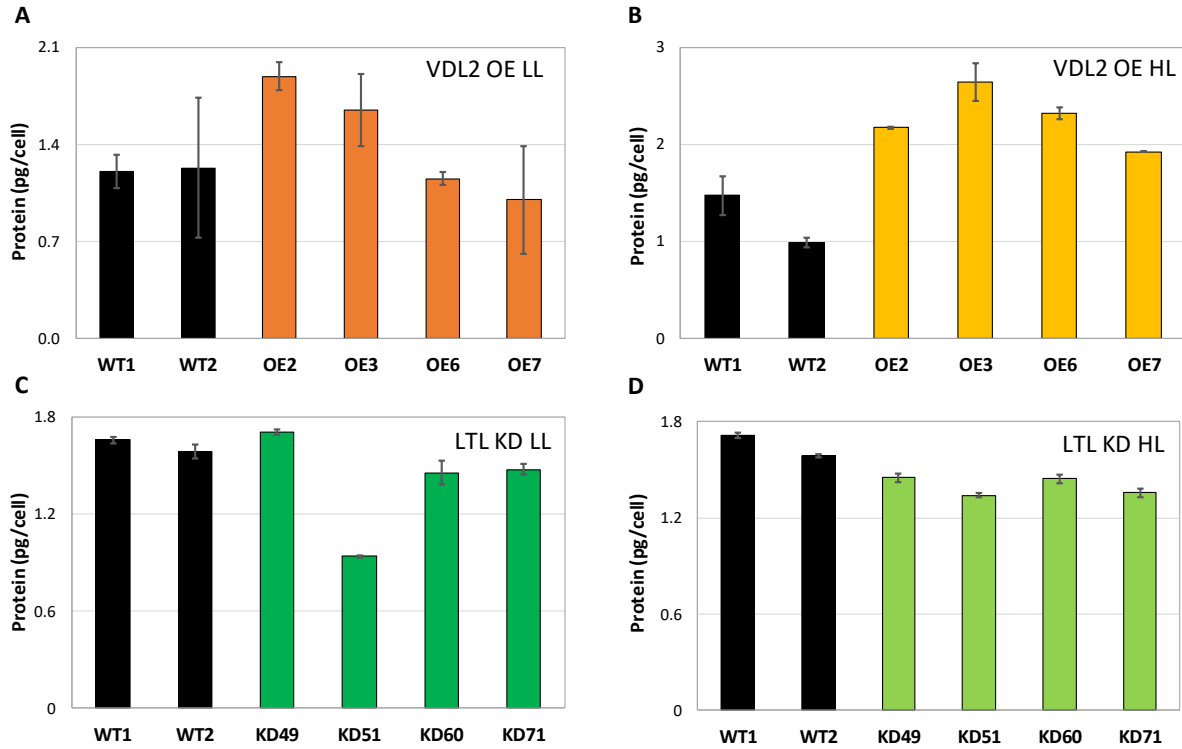 A
VDL2 OE LL
Protein (pg/cell)
2.1
1.4
0.7
0.0
WT1 WT2 OE2 OE3 OE6 OE7
B
VDL2 OE HL
Protein (pg/cell)
3
2
1
0
WT1 WT2 OE2 OE3 OE6 OE7
C
LTL KD LL
Protein (pg/cell)
1.8
1.2
0.6
0
WT1 WT2 KD49 KD51 KD60 KD71
D
LTL KD HL
Protein (pg/cell)
1.8
1.2
0.6
0
WT1 WT2 KD49 KD51 KD60 KD71